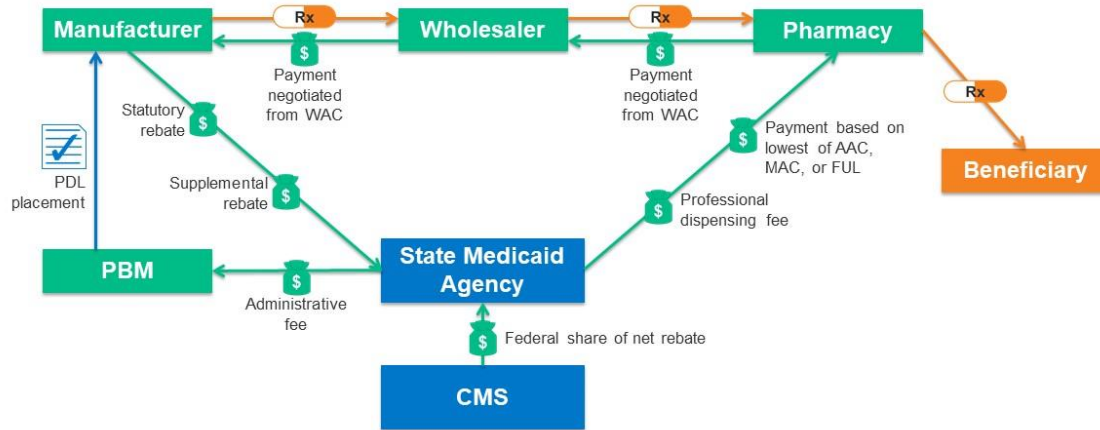 Manufacturer
Rx
Wholesaler
Rx
Pharmacy
$
Payment
negotiated
from WAC
$
Payment
negotiated
from WAC
Rx
Statutory
rebate
$
$
Payment based on
lowest of AAC,
MAC, or FUL
Beneficiary
PDL
placement
Supplemental
rebate
$
$
Professional
dispensing fee
PBM
$
Administrative
fee
State Medicaid
Agency
$
Federal share of net rebate
CMS